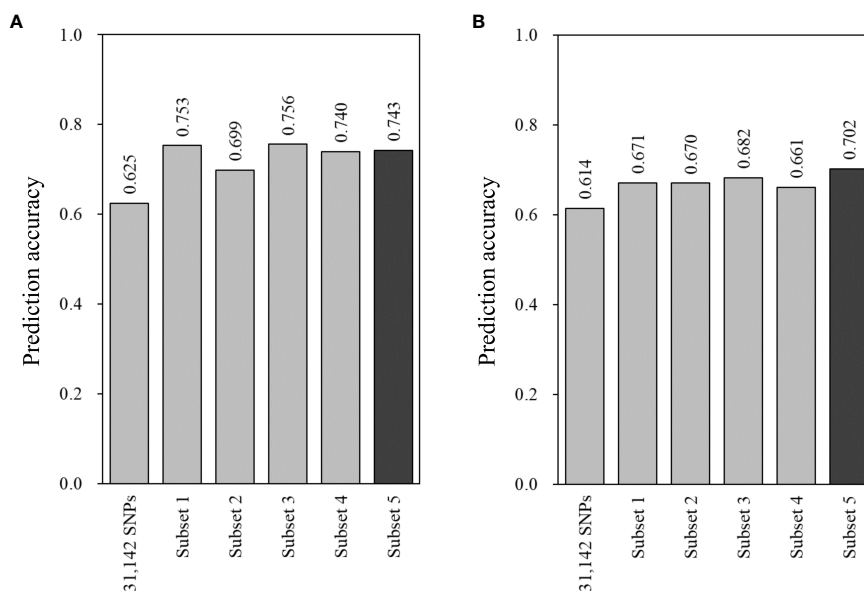 A
Prediction accuracy
1.0
0.8
0.6
0.4
0.2
0.0
0.625
0.753
0.699
0.756
0.740
0.743
31,142 SNPs
Subset 1
Subset 2
Subset 3
Subset 4
Subset 5
B
Prediction accuracy
1.0
0.8
0.6
0.4
0.2
0.0
0.614
0.671
0.670
0.682
0.661
0.702
31,142 SNPs
Subset 1
Subset 2
Subset 3
Subset 4
Subset 5